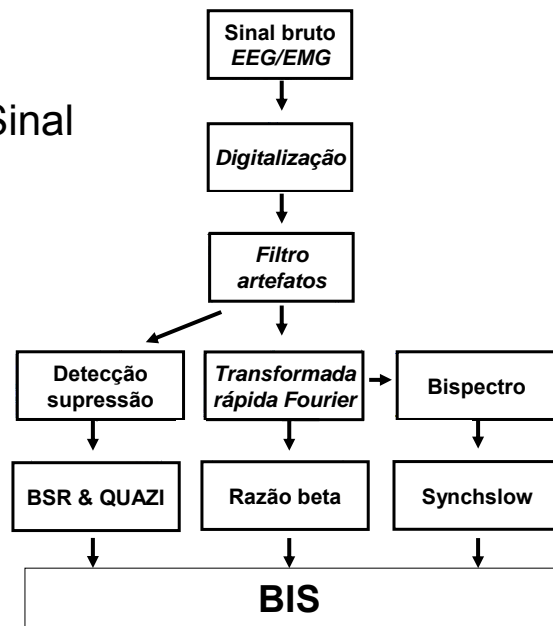 Sinal bruto
EEG/EMG
Sinal
Digitalização
Filtro
artefatos
Detecção
supressão
Transformada
rápida Fourier
Bispectro
BSR & QUAZI
Razão beta
Synchslow
BIS